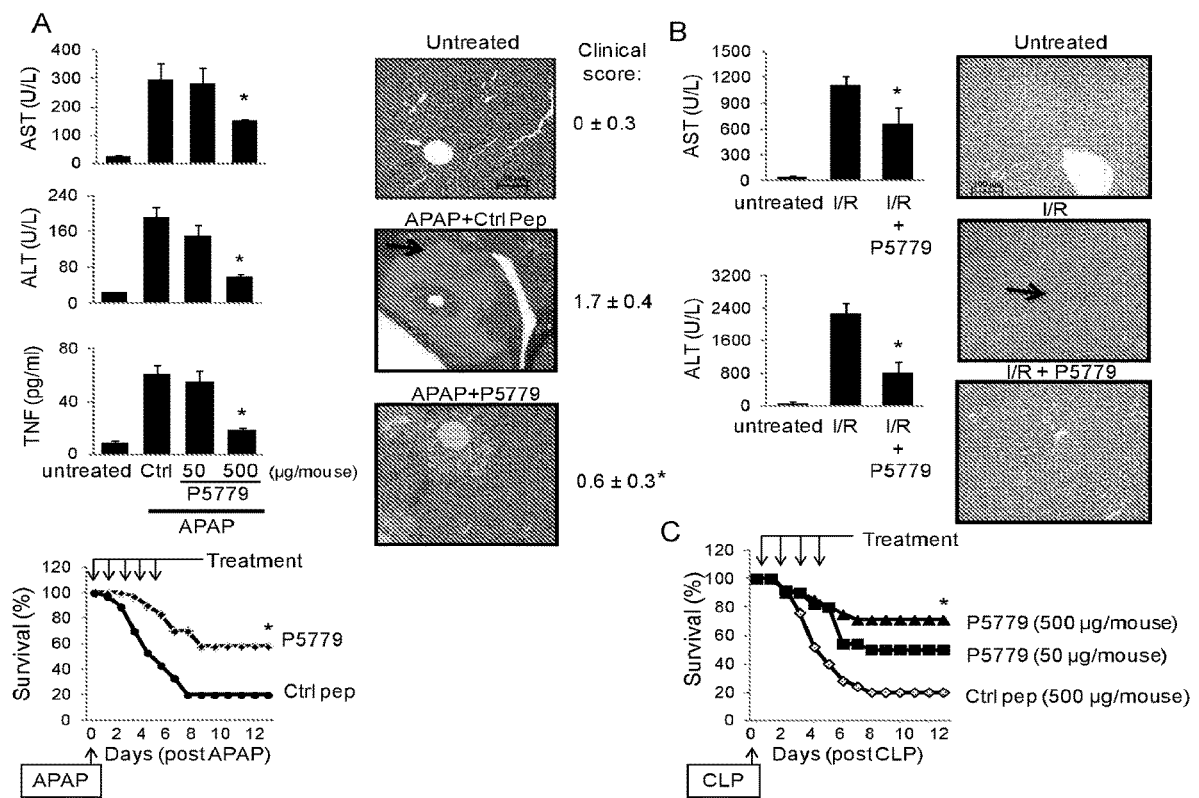 A
AST (U/L)
400
300
200
100
0
*
ALT (U/L)
240
160
80
0
*
TNF (pg/ml)
80
40
0
*
untreated Ctrl 50 500 (µg/mouse)
P5779
APAP
Untreated
APAP+Ctrl Pep
APAP+P5779
Clinical
score:
0 ± 0.3
1.7 ± 0.4
0.6 ± 0.3*
Treatment
Survival (%)
120
100
80
60
40
20
0
*
P5779
Ctrl pep
0 2 4 6 8 10 12
Days (post APAP)
APAP
B
AST (U/L)
1500
1200
900
600
300
0
*
untreated I/R I/R
+
P5779
ALT (U/L)
3200
2400
1600
800
0
*
untreated I/R I/R
+
P5779
Untreated
I/R
I/R + P5779
C
Treatment
Survival (%)
120
100
80
60
40
20
0
*
P5779 (500 µg/mouse)
P5779 (50 µg/mouse)
Ctrl pep (500 µg/mouse)
0 2 4 6 8 10 12
Days (post CLP)
CLP